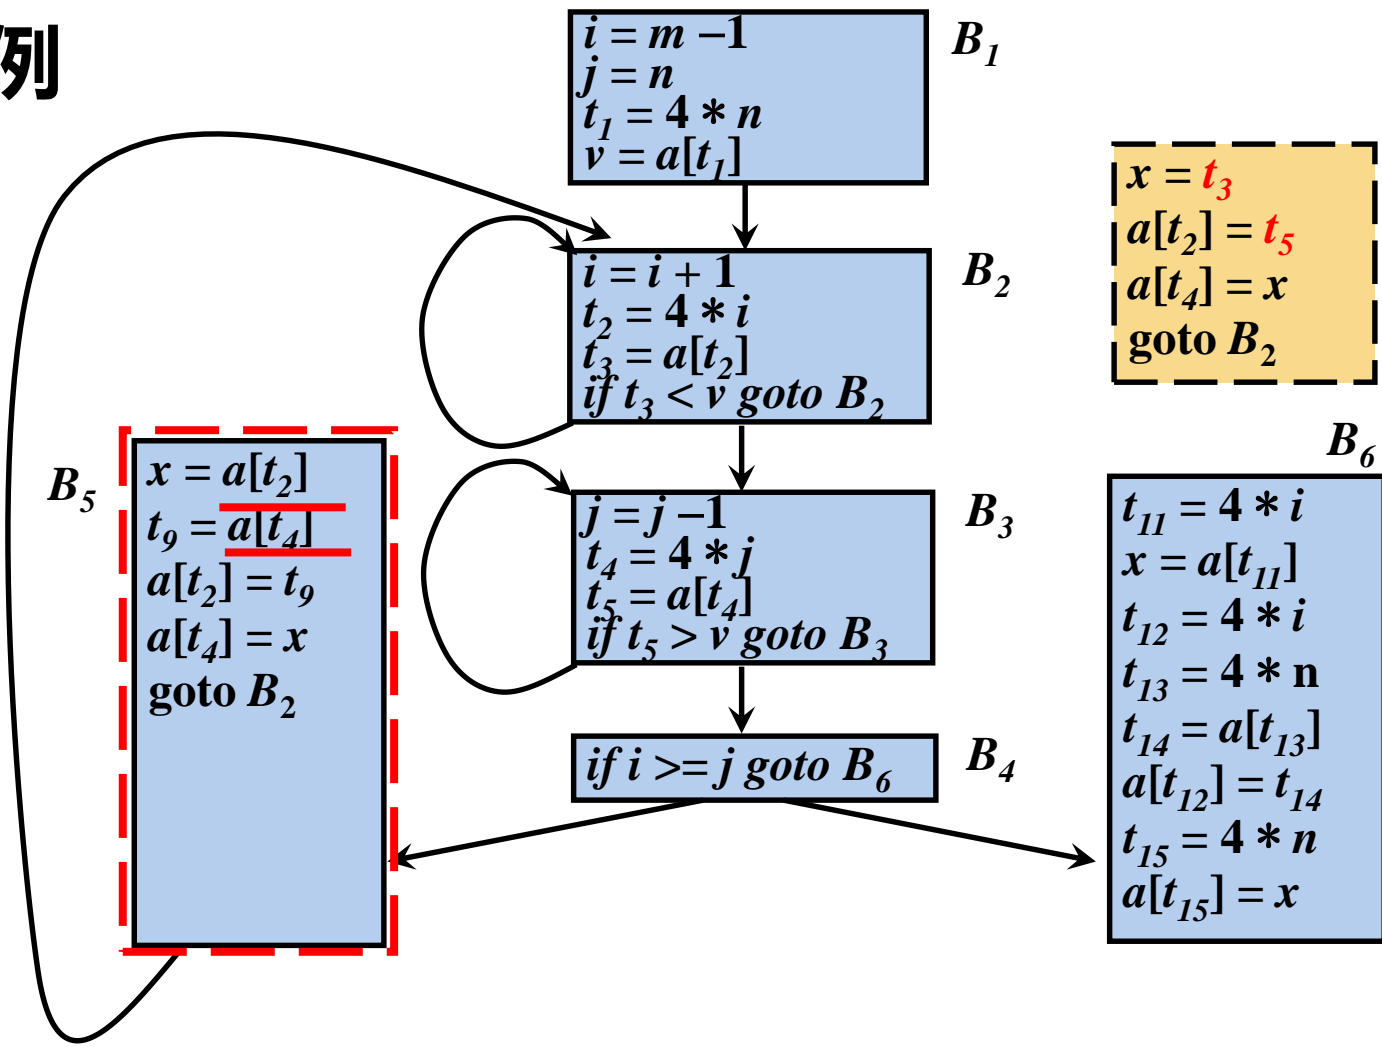 例
i = m − 1
j = n
t₁ = 4 * n
v = a[t₁]
B₁
i = i + 1
t₂ = 4 * i
t₃ = a[t₂]
if t₃ < v goto B₂
B₂
x = t₃
a[t₂] = t₅
a[t₄] = x
goto B₂
B₅
x = a[t₂]
t₉ = a[t₄]
a[t₂] = t₉
a[t₄] = x
goto B₂
j = j − 1
t₄ = 4 * j
t₅ = a[t₄]
if t₅ > v goto B₃
B₃
if i >= j goto B₆
B₄
B₆
t₁₁ = 4 * i
x = a[t₁₁]
t₁₂ = 4 * i
t₁₃ = 4 * n
t₁₄ = a[t₁₃]
a[t₁₂] = t₁₄
t₁₅ = 4 * n
a[t₁₅] = x